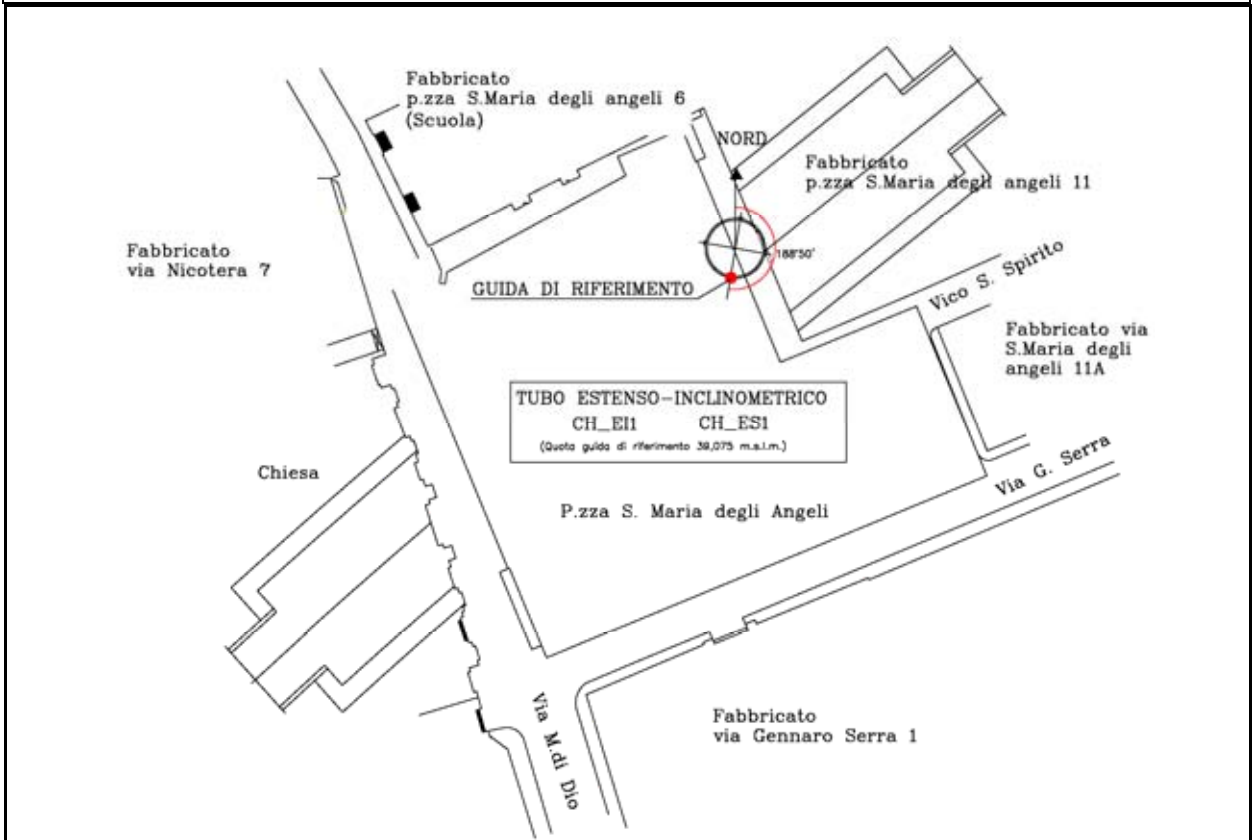 Fabbricato
p.zza S.Maria degli angeli 6
(Scuola)
NORD
Fabbricato
p.zza S.Maria degli angeli 11
Fabbricato
via Nicotera 7
188°50'
GUIDA DI RIFERIMENTO
Vico S. Spirito
Fabbricato via
S.Maria degli
angeli 11A
TUBO ESTENSO-INCLINOMETRICO
CH_EI1 CH_ES1
(Quota guida di riferimento 39,075 m.s.l.m.)
Chiesa
Via G. Serra
P.zza S. Maria degli Angeli
Via M.di Dio
Fabbricato
via Gennaro Serra 1